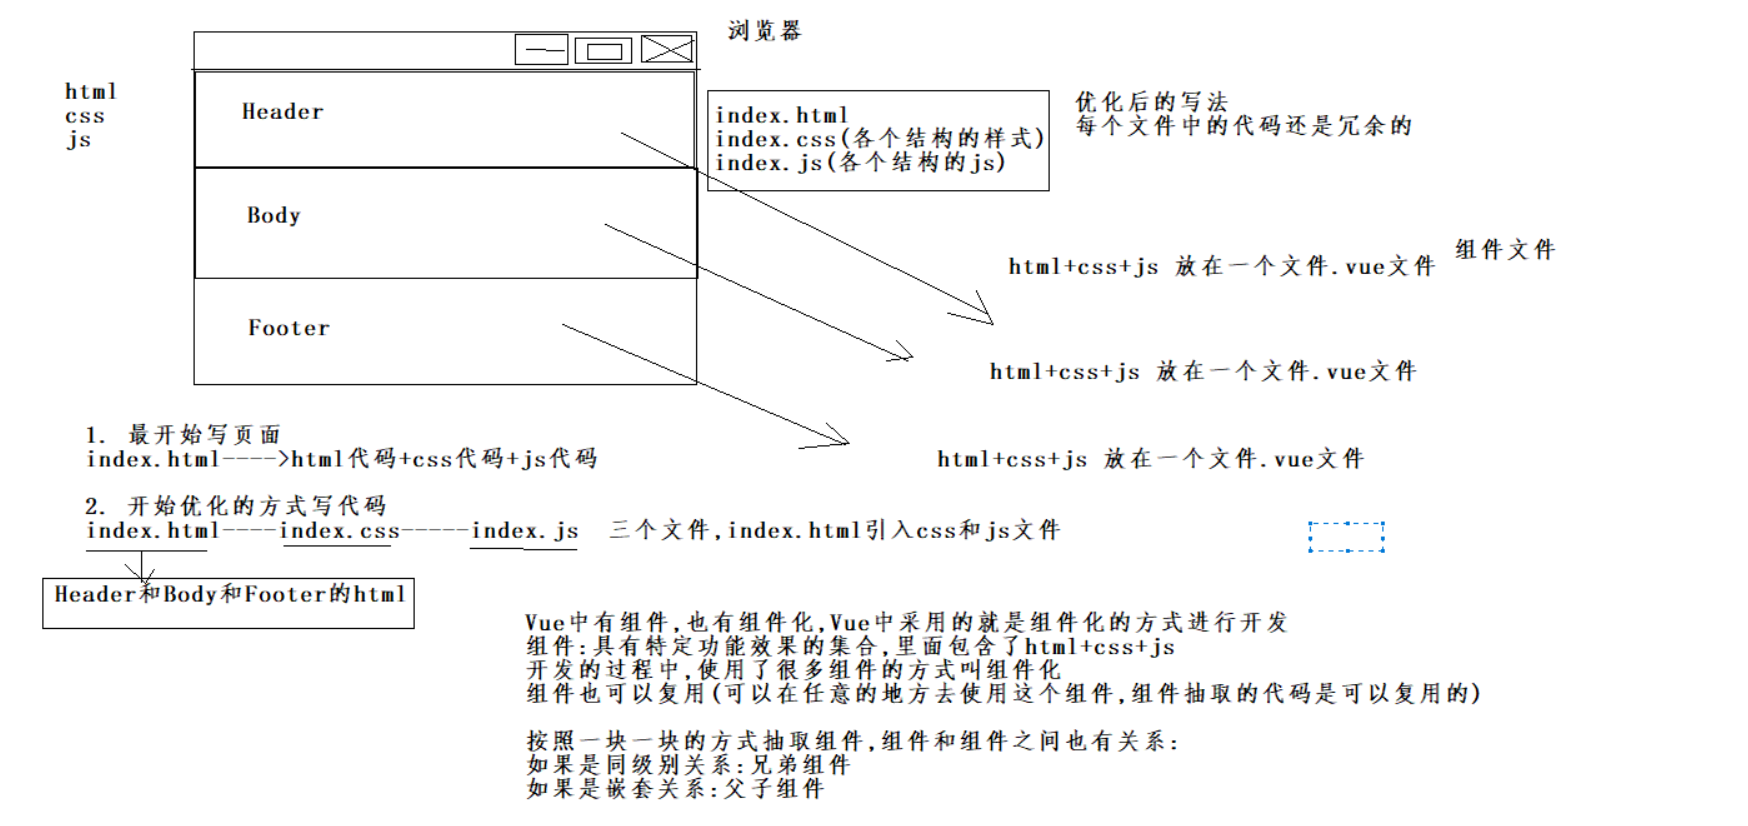 浏览器
html
css
js
Header
Body
Footer
index.html
index.css(各个结构的样式)
index.js(各个结构的js)
优化后的写法
每个文件中的代码还是冗余的
html+css+js 放在一个文件.vue文件
组件文件
html+css+js 放在一个文件.vue文件
html+css+js 放在一个文件.vue文件
1. 最开始写页面
index.html---->html代码+css代码+js代码
2. 开始优化的方式写代码
index.html----index.css-----index.js 三个文件,index.html引入css和js文件
Header和Body和Footer的html
Vue中有组件,也有组件化,Vue中采用的就是组件化的方式进行开发
组件:具有特定功能效果的集合,里面包含了html+css+js
开发的过程中,使用了很多组件的方式叫组件化
组件也可以复用(可以在任意的地方去使用这个组件,组件抽取的代码是可以复用的)
按照一块一块的方式抽取组件,组件和组件之间也有关系:
如果是同级别关系:兄弟组件
如果是嵌套关系:父子组件